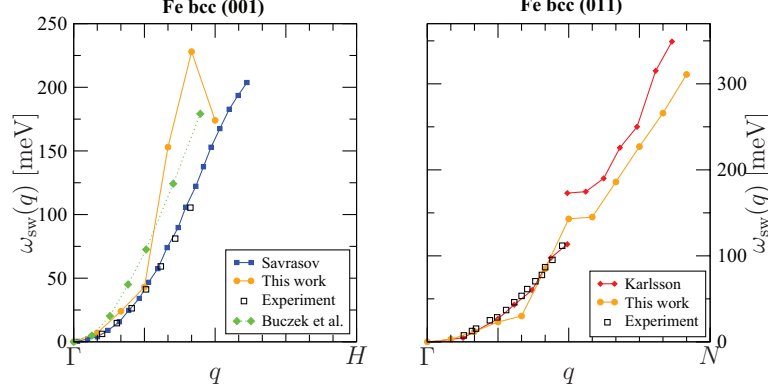 Fe bcc (001)
250
200
150
100
50
0
ω_sw(q) [meV]
Savrasov
This work
Experiment
Buczek et al.
Γ
q
H
Fe bcc (011)
300
200
100
0
ω_sw(q) [meV]
Karlsson
This work
Experiment
Γ
q
N